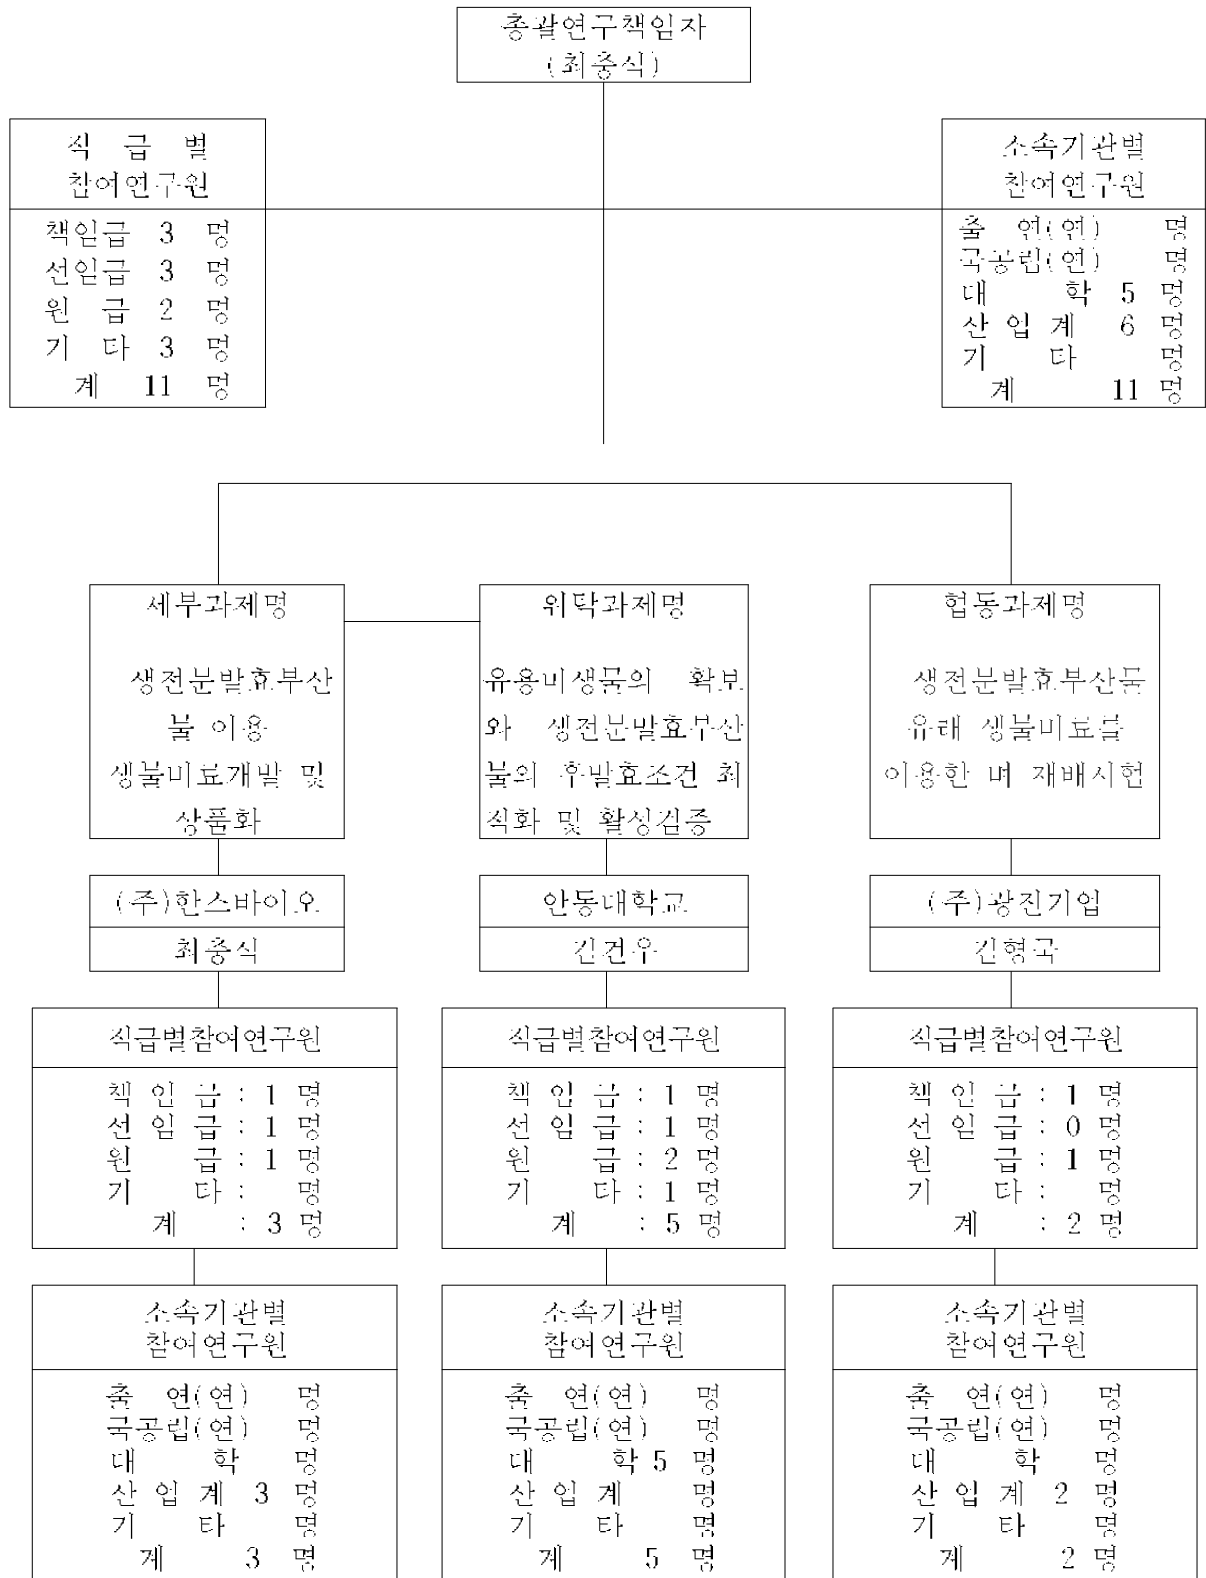 총괄연구책임자
(최중식)
직 급 별
참여연구원
책임급 3 명
선임급 3 명
원 급 2 명
기 타 3 명
계 11 명
소속기관별
참여연구원
출 연(연) 명
국공립(연) 명
대 학 5 명
산 업 계 6 명
기 타 명
계 11 명
세부과제명
생전분발효부산
물 이용
생물비료개발 및
상품화
위탁과제명
유용미생물의 확보
와 생전분발효부산
물의 후발효조건 최
적화 및 활성검증
협동과제명
생전분발효부산물
유래 생물비료를
이용한 벼 재배시험
(주)한스바이오
최중식
안동대학교
김건우
(주)광진기업
김형국
직급별참여연구원
책 임 급 : 1 명
선 임 급 : 1 명
원 급 : 1 명
기 타 : 명
계 : 3 명
직급별참여연구원
책 임 급 : 1 명
선 임 급 : 1 명
원 급 : 2 명
기 타 : 1 명
계 : 5 명
직급별참여연구원
책 임 급 : 1 명
선 임 급 : 0 명
원 급 : 1 명
기 타 : 명
계 : 2 명
소속기관별
참여연구원
출 연(연) 명
국공립(연) 명
대 학 명
산 업 계 3 명
기 타 명
계 3 명
소속기관별
참여연구원
출 연(연) 명
국공립(연) 명
대 학 5 명
산 업 계 명
기 타 명
계 5 명
소속기관별
참여연구원
출 연(연) 명
국공립(연) 명
대 학 명
산 업 계 2 명
기 타 명
계 2 명